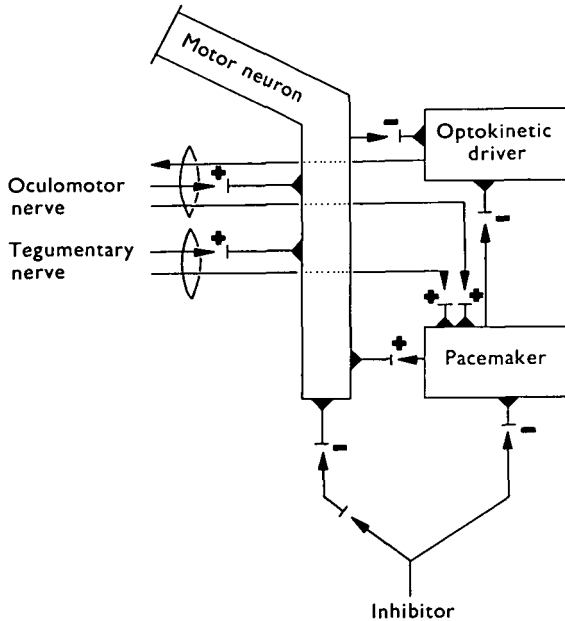 Motor neuron
Optokinetic
driver
Oculomotor
nerve
Tegumentary
nerve
Pacemaker
Inhibitor